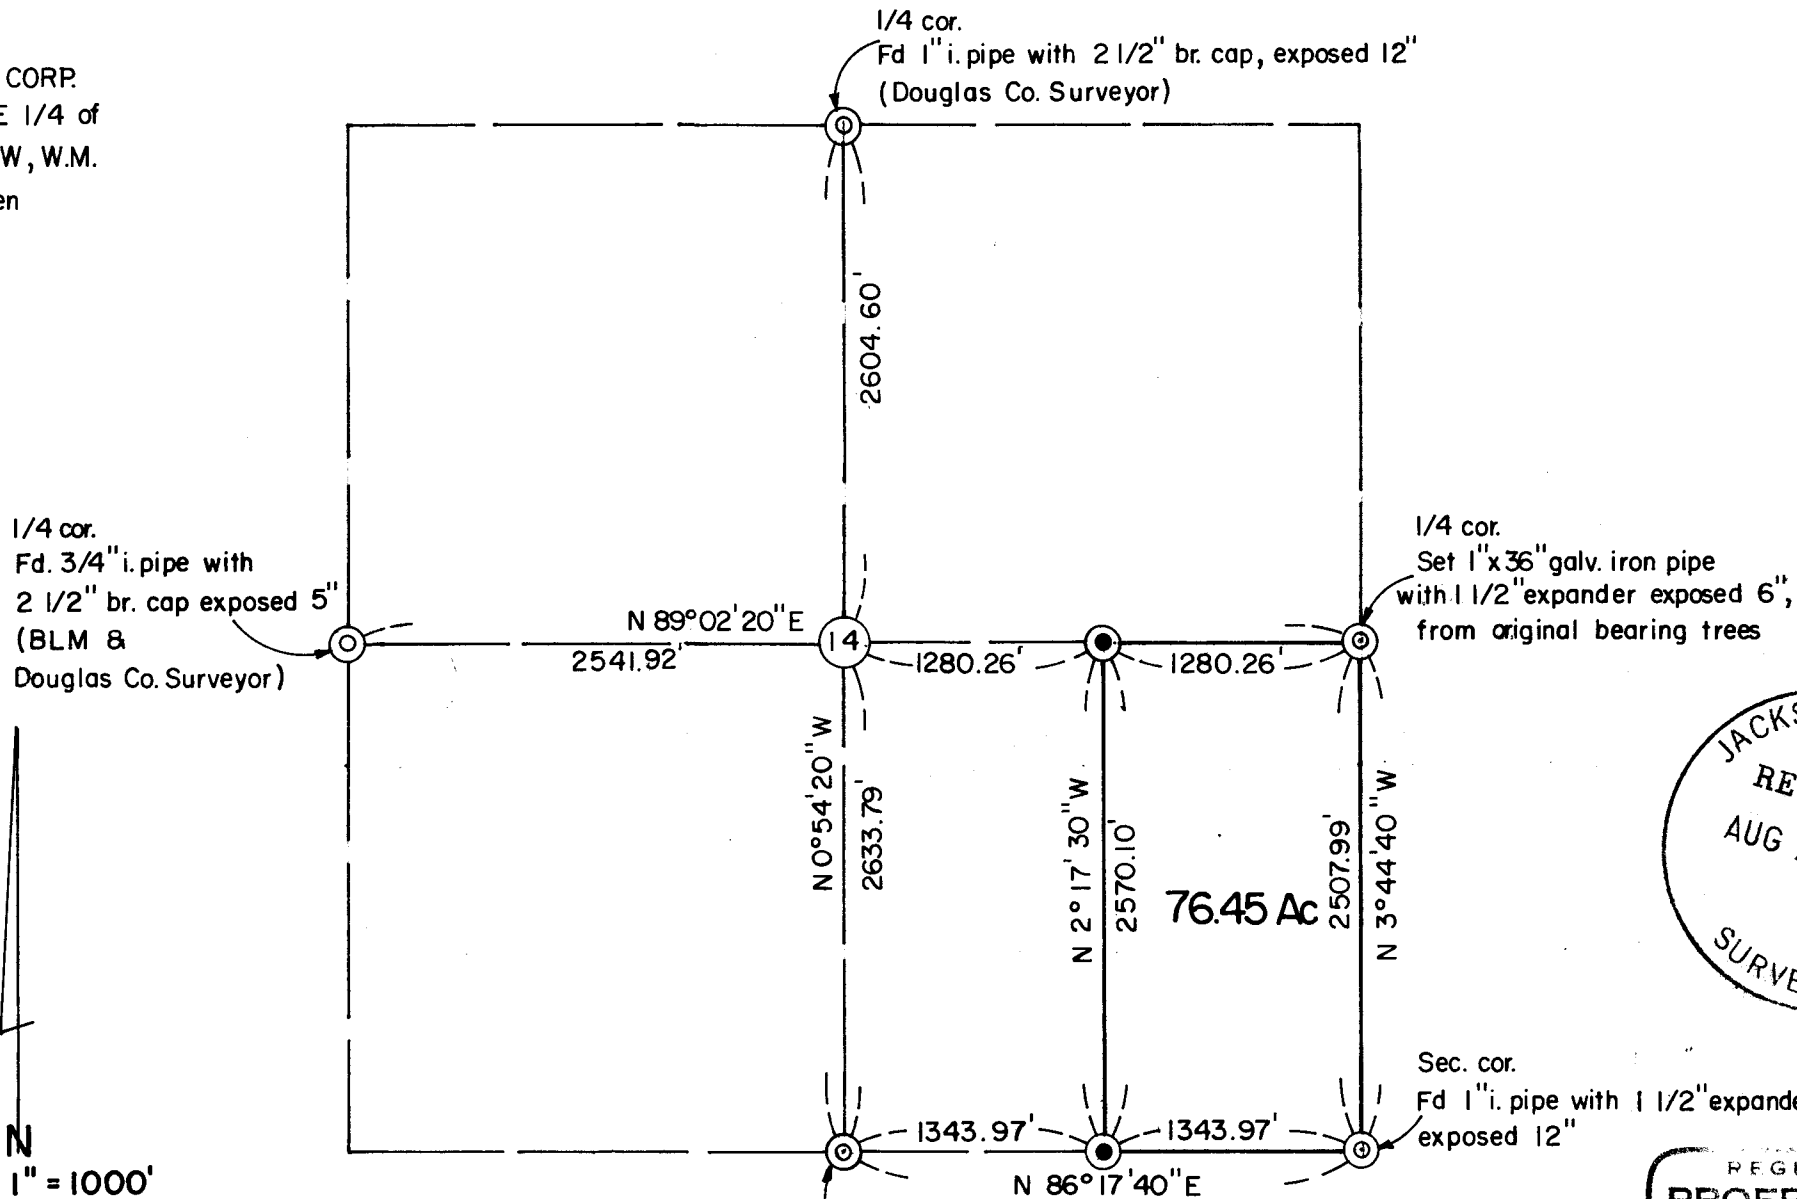 CORP.
E 1/4 of
W, W.M.
en
1/4 cor.
Fd 1" i. pipe with 2 1/2" br. cap, exposed 12"
(Douglas Co. Surveyor)
2604.60'
1/4 cor.
Fd. 3/4" i. pipe with
2 1/2" br. cap exposed 5"
(BLM &
Douglas Co. Surveyor)
N 89°02'20" E
2541.92'
14
1280.26'
1280.26'
1/4 cor.
Set 1"x36" galv. iron pipe
with 1 1/2" expander exposed 6",
from original bearing trees
N 0°54'20" W
2633.79'
N 2°17'30" W
2570.10'
76.45 Ac
2507.99'
N 3°44'40" W
JACKS
RE
AUG
SURVE
Sec. cor.
Fd 1" i. pipe with 1 1/2" expande
exposed 12"
1343.97'
1343.97'
N 86°17'40" E
N
1" = 1000'
REGI
PROFE